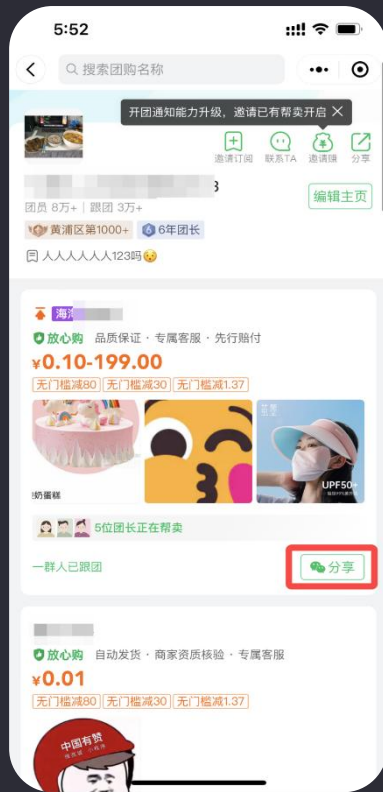 5:52
搜索团购名称
开团通知能力升级，邀请已有帮卖开启 ×
邀请订阅 联系TA 邀请赚 分享
编辑主页
团员 8万+ | 跟团 3万+
黄浦区第1000+ 6年团长
人人人人人人123吗
放心购 品质保证 · 专属客服 · 先行赔付
¥0.10-199.00
无门槛减80 无门槛减30 无门槛减1.37
奶蛋糕
UPF50+
5位团长正在帮卖
一群人已跟团
分享
放心购 自动发货 · 商家资质核验 · 专属客服
¥0.01
无门槛减80 无门槛减30 无门槛减1.37
中国有赞